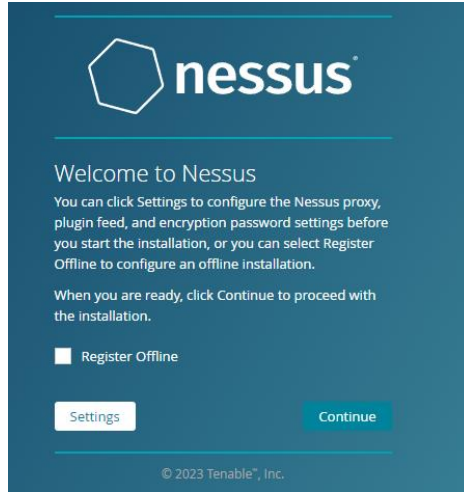 nessus®
Welcome to Nessus
You can click Settings to configure the Nessus proxy,
plugin feed, and encryption password settings before
you start the installation, or you can select Register
Offline to configure an offline installation.
When you are ready, click Continue to proceed with
the installation.
Register Offline
Settings
Continue
© 2023 Tenable™, Inc.